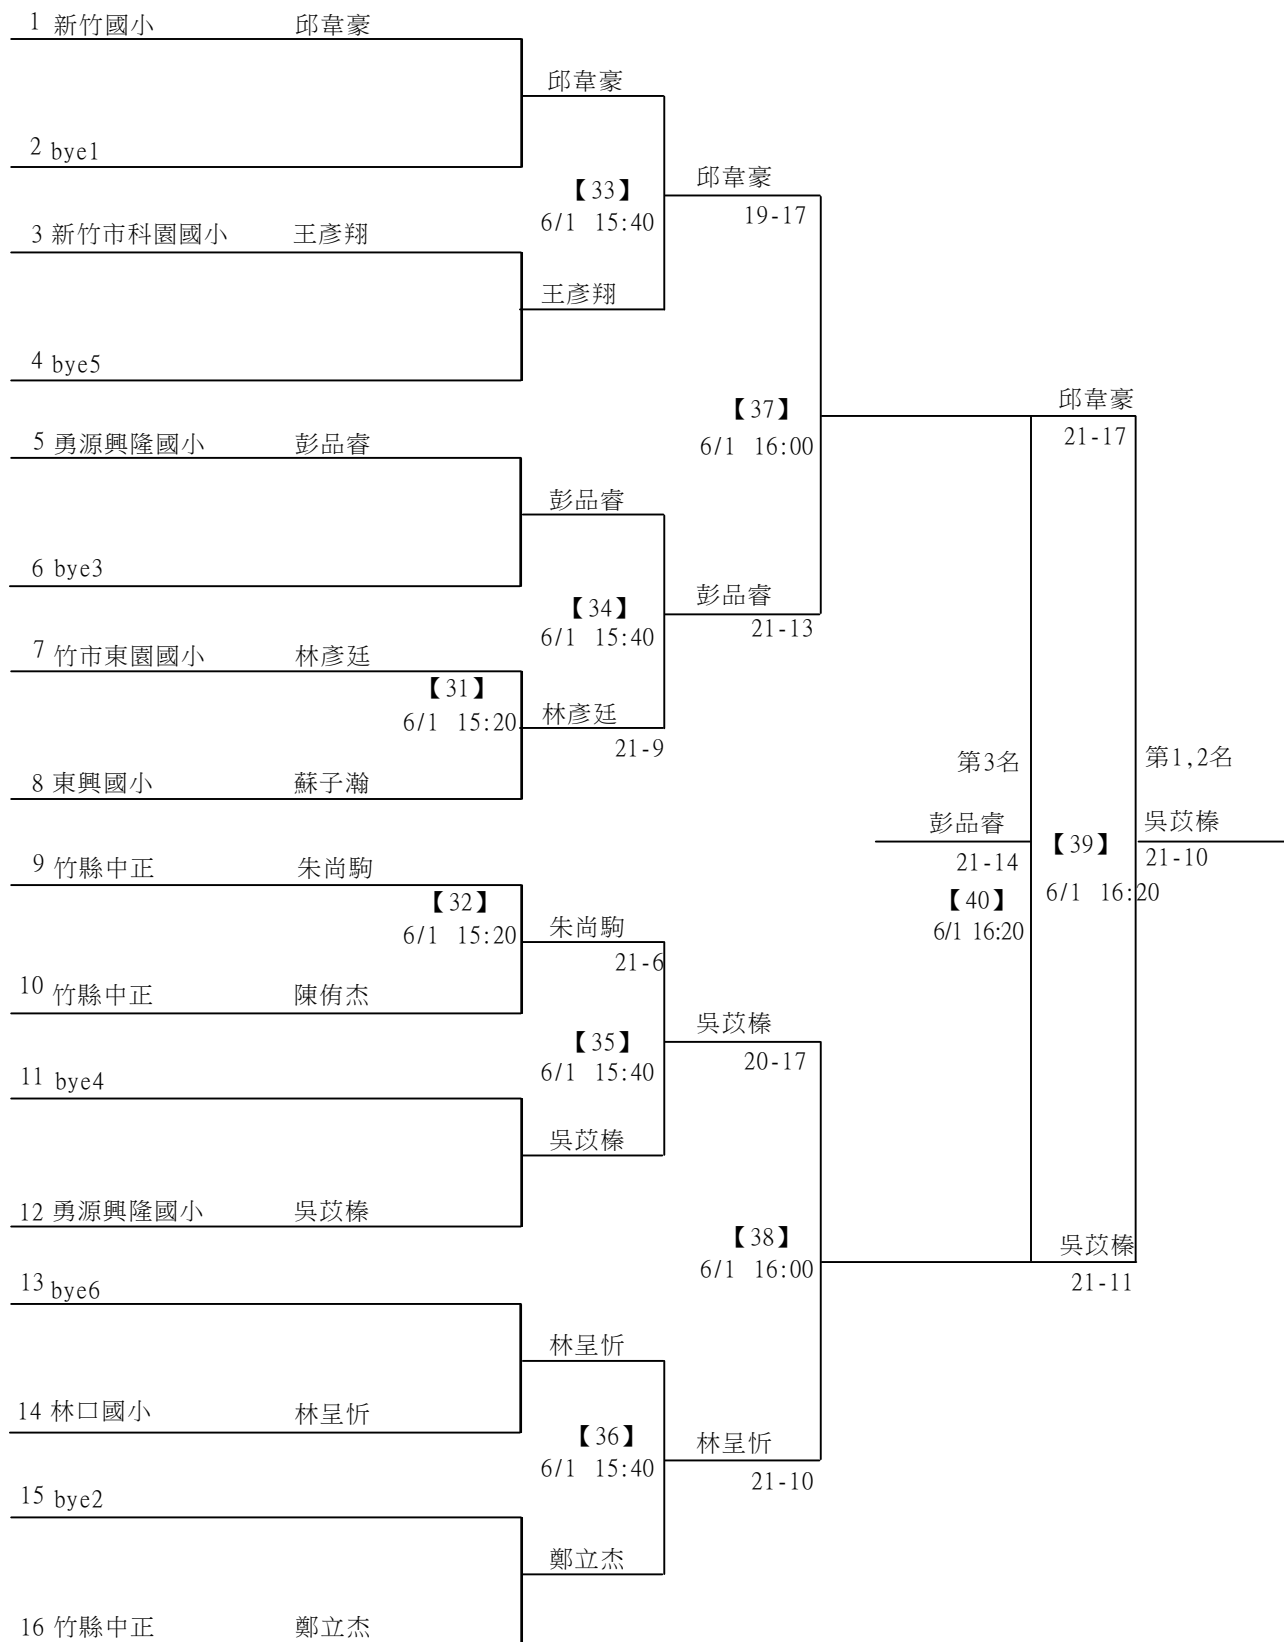 1 新竹國小 邱韋豪
邱韋豪
2 bye1
【33】
6/1 15:40
邱韋豪
19-17
3 新竹市科園國小 王彥翔
王彥翔
4 bye5
【37】
6/1 16:00
邱韋豪
21-17
5 勇源興隆國小 彭品睿
彭品睿
6 bye3
【34】
6/1 15:40
彭品睿
21-13
7 竹市東園國小 林彥廷
【31】
6/1 15:20
林彥廷
21-9
8 東興國小 蘇子瀚
第3名
第1,2名
彭品睿
21-14
【40】
6/1 16:20
【39】
6/1 16:20
吳苡榛
21-10
9 竹縣中正 朱尚駒
【32】
6/1 15:20
朱尚駒
21-6
10 竹縣中正 陳侑杰
【35】
6/1 15:40
吳苡榛
20-17
11 bye4
吳苡榛
12 勇源興隆國小 吳苡榛
【38】
6/1 16:00
吳苡榛
21-11
13 bye6
林呈忻
14 林口國小 林呈忻
【36】
6/1 15:40
林呈忻
21-10
15 bye2
鄭立杰
16 竹縣中正 鄭立杰